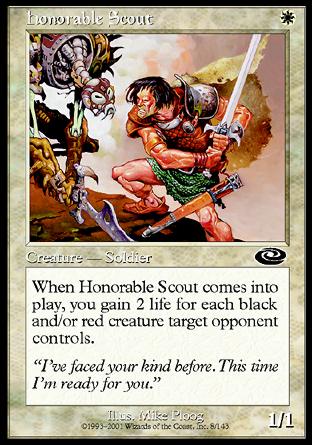 Honorable Scout
Creature — Soldier
When Honorable Scout comes into
play, you gain 2 life for each black
and/or red creature target opponent
controls.
“I’ve faced your kind before. This time
I’m ready for you.”
Illus. Mike Ploog
©1993–2001 Wizards of the Coast, Inc. 8/143
1/1